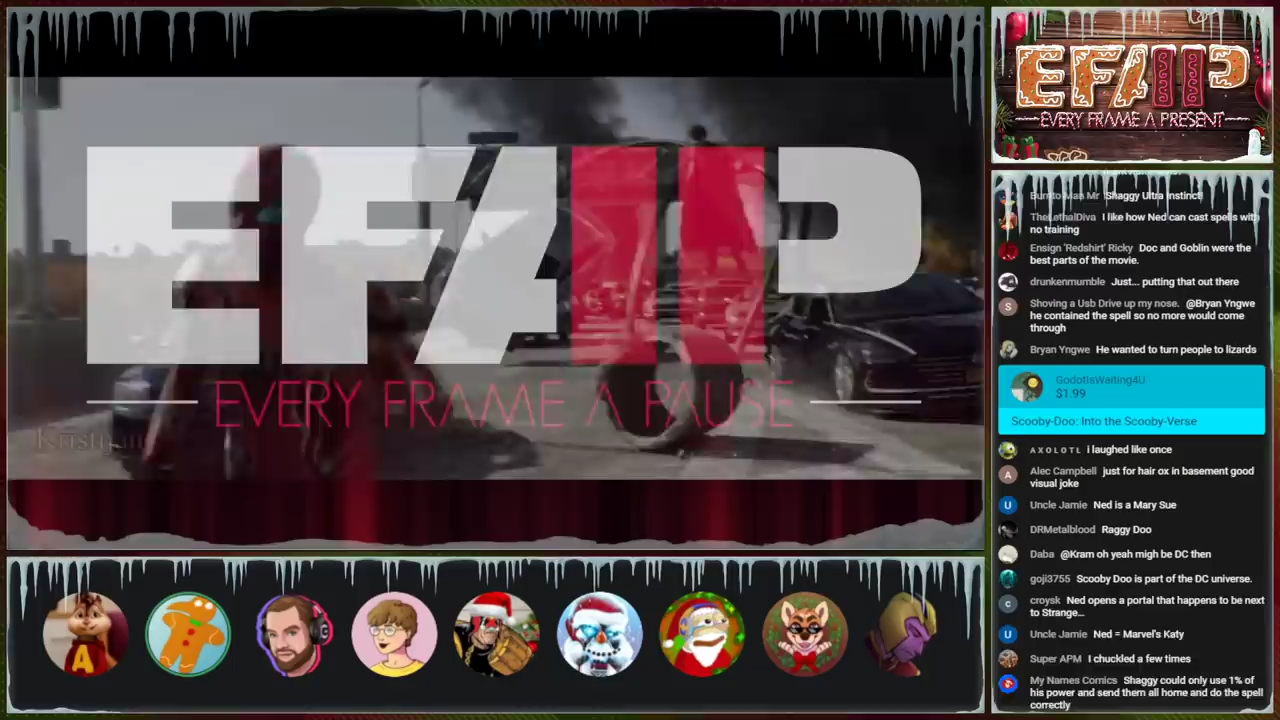 EFAP
EVERY FRAME A PAUSE
Kristjan
EFAP
EVERY FRAME A PRESENT
Burrito Man Mr Shaggy Ultra Instinct!
TheLethalDiva I like how Ned can cast spells with
no training
Ensign 'Redshirt' Ricky Doc and Goblin were the
best parts of the movie.
drunkenmumble Just... putting that out there
S
Shoving a Usb Drive up my nose. @Bryan Yngwe
he contained the spell so no more would come
through
Bryan Yngwe He wanted to turn people to lizards
GodotIsWaiting4U
$1.99
Scooby-Doo: Into the Scooby-Verse
A X O L O T L i laughed like once
A
Alec Campbell just for hair ox in basement good
visual joke
U
Uncle Jamie Ned is a Mary Sue
DRMetalblood Raggy Doo
Daba @Kram oh yeah migh be DC then
goji3755 Scooby Doo is part of the DC universe.
c
croysk Ned opens a portal that happens to be next
to Strange...
U
Uncle Jamie Ned = Marvel's Katy
Super APM I chuckled a few times
My Names Comics Shaggy could only use 1% of
his power and send them all home and do the spell
correctly
A